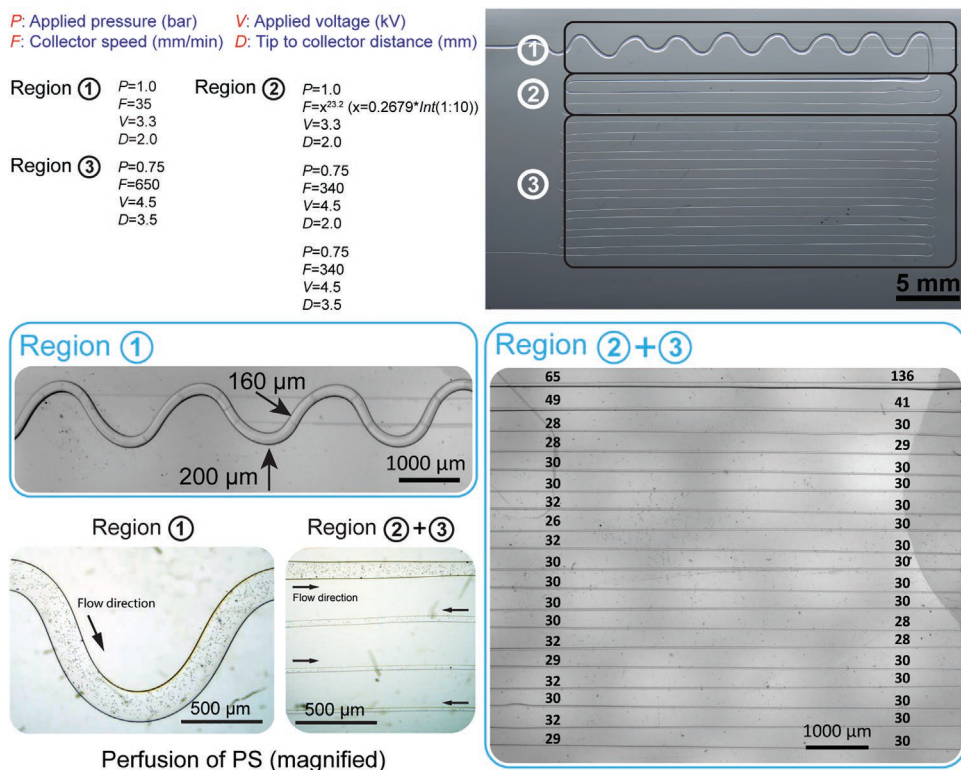 P: Applied pressure (bar) V: Applied voltage (kV)
F: Collector speed (mm/min) D: Tip to collector distance (mm)
Region ①
P=1.0
F=35
V=3.3
D=2.0
Region ②
P=1.0
F=x^23.2 (x=0.2679*Int(1:10))
V=3.3
D=2.0
P=0.75
F=340
V=4.5
D=2.0
P=0.75
F=340
V=4.5
D=3.5
Region ③
P=0.75
F=650
V=4.5
D=3.5
①
②
③
5 mm
Region ①
160 µm
200 µm
1000 µm
Region ②+③
65 136
49 41
28 30
28 29
30 30
30 30
32 30
26 30
32 30
30 30
30 30
30 30
30 28
32 28
29 30
32 30
30 30
32 30
29 30
1000 µm
Region ①
Flow direction
500 µm
Region ②+③
Flow direction
500 µm
Perfusion of PS (magnified)